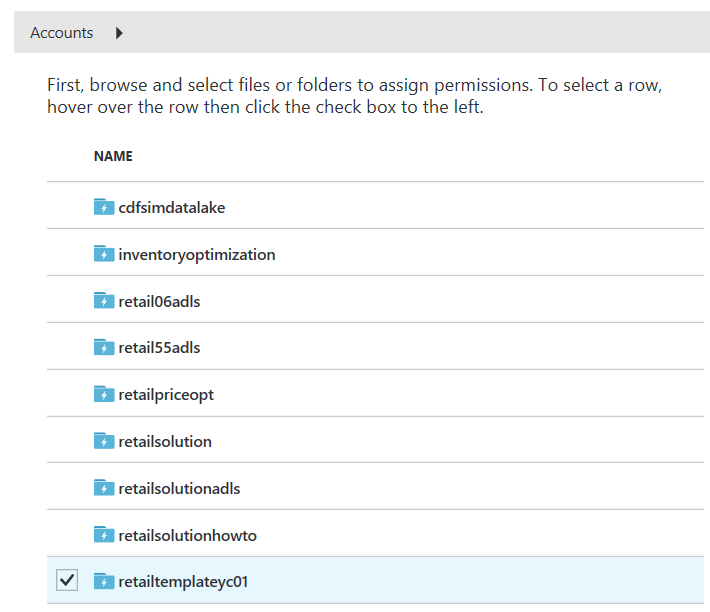 Accounts
First, browse and select files or folders to assign permissions. To select a row,
hover over the row then click the check box to the left.
NAME
cdfsimdatalake
inventoryoptimization
retail06adls
retail55adls
retailpriceopt
retailsolution
retailsolutionadls
retailsolutionhowto
retailtemplateyc01